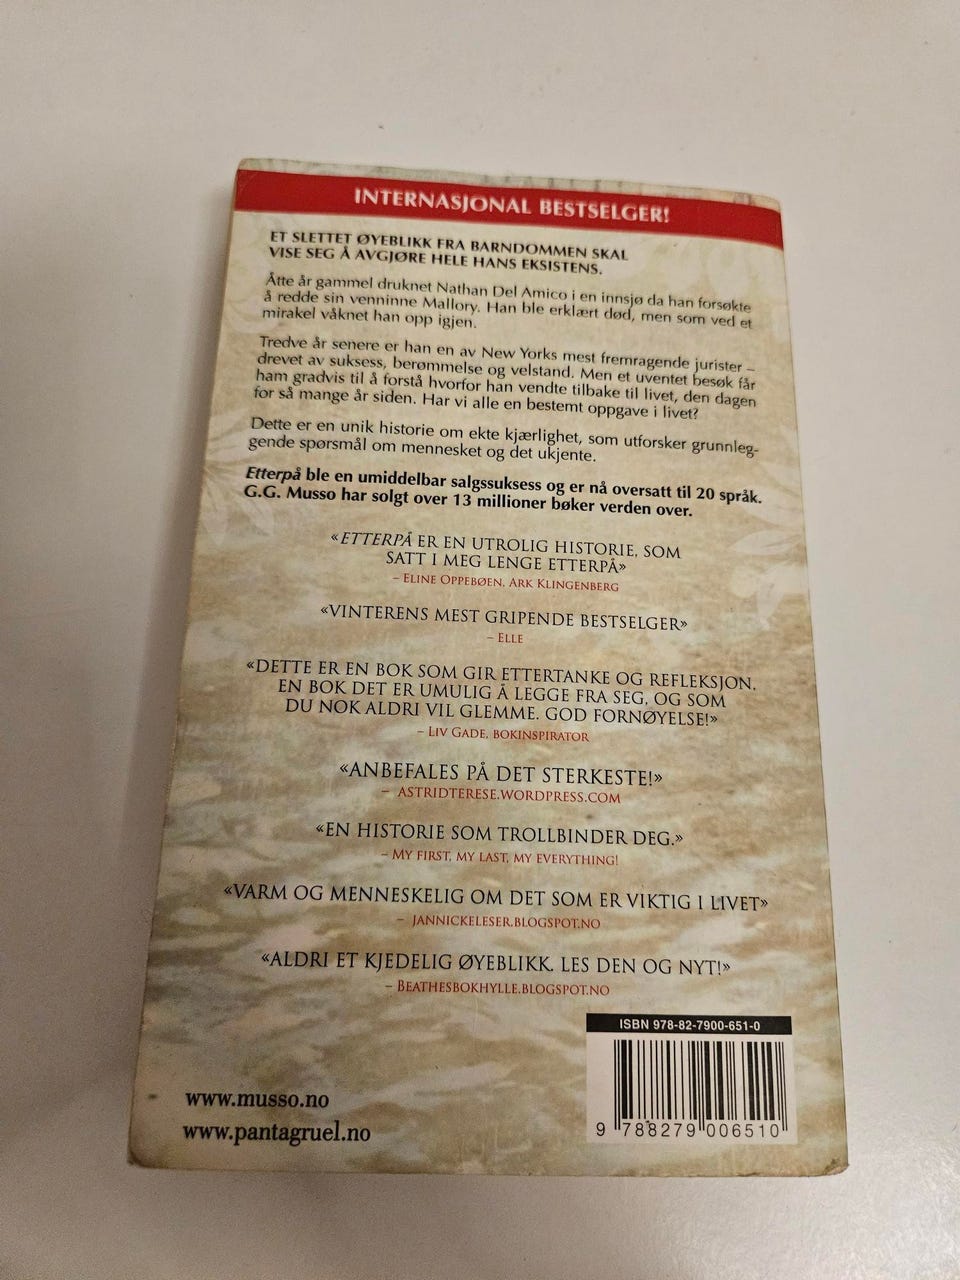 INTERNASJONAL BESTSELGER!
ET SLETTET ØYEBLIKK FRA BARNDOMMEN SKAL
VISE SEG Å AVGJØRE HELE HANS EKSISTENS.
Åtte år gammel druknet Nathan Del Amico i en innsjø da han forsøkte
å redde sin venninne Mallory. Han ble erklært død, men som ved et
mirakel våknet han opp igjen.
Tredve år senere er han en av New Yorks mest fremragende jurister –
drevet av suksess, berømmelse og velstand. Men et uventet besøk får
ham gradvis til å forstå hvorfor han vendte tilbake til livet, den dagen
for så mange år siden. Har vi alle en bestemt oppgave i livet?
Dette er en unik historie om ekte kjærlighet, som utforsker grunnleg-
gende spørsmål om mennesket og det ukjente.
Etterpå ble en umiddelbar salgssuksess og er nå oversatt til 20 språk.
G.G. Musso har solgt over 13 millioner bøker verden over.
«ETTERPÅ ER EN UTROLIG HISTORIE, SOM
SATT I MEG LENGE ETTERPÅ»
– ELINE OPPEBØEN, ARK KLINGENBERG
«VINTERENS MEST GRIPENDE BESTSELGER»
– ELLE
«DETTE ER EN BOK SOM GIR ETTERTANKE OG REFLEKSJON,
EN BOK DET ER UMULIG Å LEGGE FRA SEG, OG SOM
DU NOK ALDRI VIL GLEMME. GOD FORNØYELSE!»
– LIV GADE, BOKINSPIRATOR
«ANBEFALES PÅ DET STERKESTE!»
– ASTRIDTERESE.WORDPRESS.COM
«EN HISTORIE SOM TROLLBINDER DEG.»
– MY FIRST, MY LAST, MY EVERYTHING!
«VARM OG MENNESKELIG OM DET SOM ER VIKTIG I LIVET»
– JANNICKELESER.BLOGSPOT.NO
«ALDRI ET KJEDELIG ØYEBLIKK. LES DEN OG NYT!»
– BEATHESBOKHYLLE.BLOGSPOT.NO
ISBN 978-82-7900-651-0
9 788279 006510
www.musso.no
www.pantagruel.no